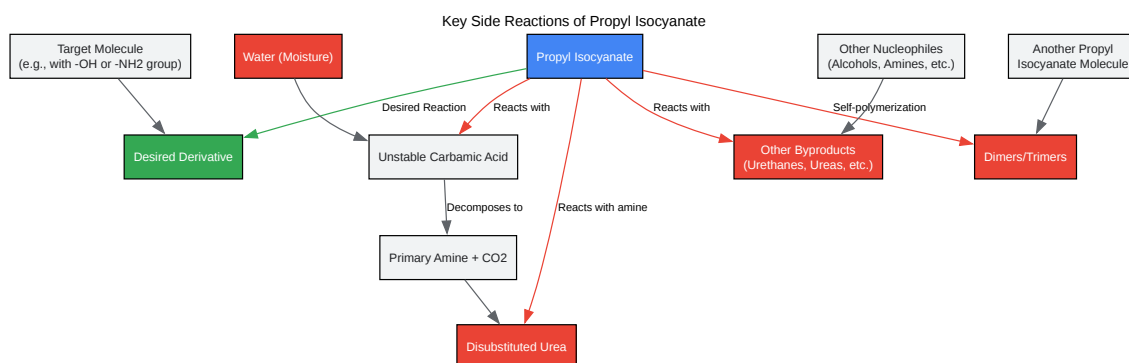 Key Side Reactions of Propyl Isocyanate
Target Molecule
(e.g., with -OH or -NH2 group)
Water (Moisture)
Propyl Isocyanate
Other Nucleophiles
(Alcohols, Amines, etc.)
Another Propyl
Isocyanate Molecule
Desired Reaction
Reacts with
Reacts with
Self-polymerization
Desired Derivative
Unstable Carbamic Acid
Other Byproducts
(Urethanes, Ureas, etc.)
Dimers/Trimers
Decomposes to
Reacts with amine
Primary Amine + CO2
Disubstituted Urea